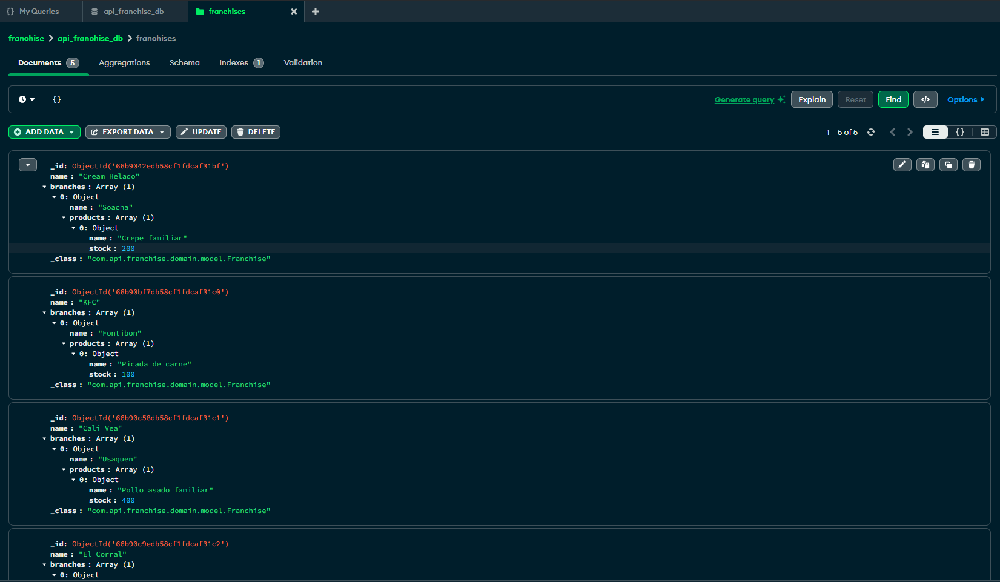 {} My Queries
api_franchise_db
franchises
franchise > api_franchise_db > franchises
Documents 5
Aggregations
Schema
Indexes 1
Validation
{}
Generate query
Explain
Reset
Find
</>
Options
ADD DATA
EXPORT DATA
UPDATE
DELETE
1 – 5 of 5
{}
_id: ObjectId('66b9042edb58cf1fdcaf31bf')
name : "Cream Helado"
branches : Array (1)
0: Object
name : "Soacha"
products : Array (1)
0: Object
name : "Crepe familiar"
stock : 200
_class : "com.api.franchise.domain.model.Franchise"
_id: ObjectId('66b90bf7db58cf1fdcaf31c0')
name : "KFC"
branches : Array (1)
0: Object
name : "Fontibon"
products : Array (1)
0: Object
name : "Picada de carne"
stock : 100
_class : "com.api.franchise.domain.model.Franchise"
_id: ObjectId('66b90c58db58cf1fdcaf31c1')
name : "Cali Vea"
branches : Array (1)
0: Object
name : "Usaquen"
products : Array (1)
0: Object
name : "Pollo asado familiar"
stock : 400
_class : "com.api.franchise.domain.model.Franchise"
_id: ObjectId('66b90c9edb58cf1fdcaf31c2')
name : "El Corral"
branches : Array (1)
0: Object